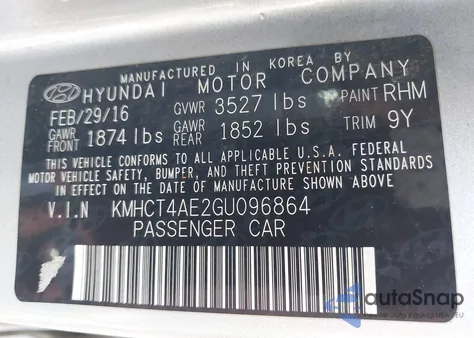 MANUFACTURED IN KOREA BY
HYUNDAI MOTOR COMPANY
FEB/29/16 GVWR 3527 lbs PAINT RHM
GAWR FRONT 1874 lbs GAWR REAR 1852 lbs TRIM 9Y
THIS VEHICLE CONFORMS TO ALL APPLICABLE U.S.A. FEDERAL
MOTOR VEHICLE SAFETY, BUMPER, AND THEFT PREVENTION STANDARDS
IN EFFECT ON THE DATE OF MANUFACTURE SHOWN ABOVE.
V.I.N KMHCT4AE2GU096864
PASSENGER CAR
autoSnap